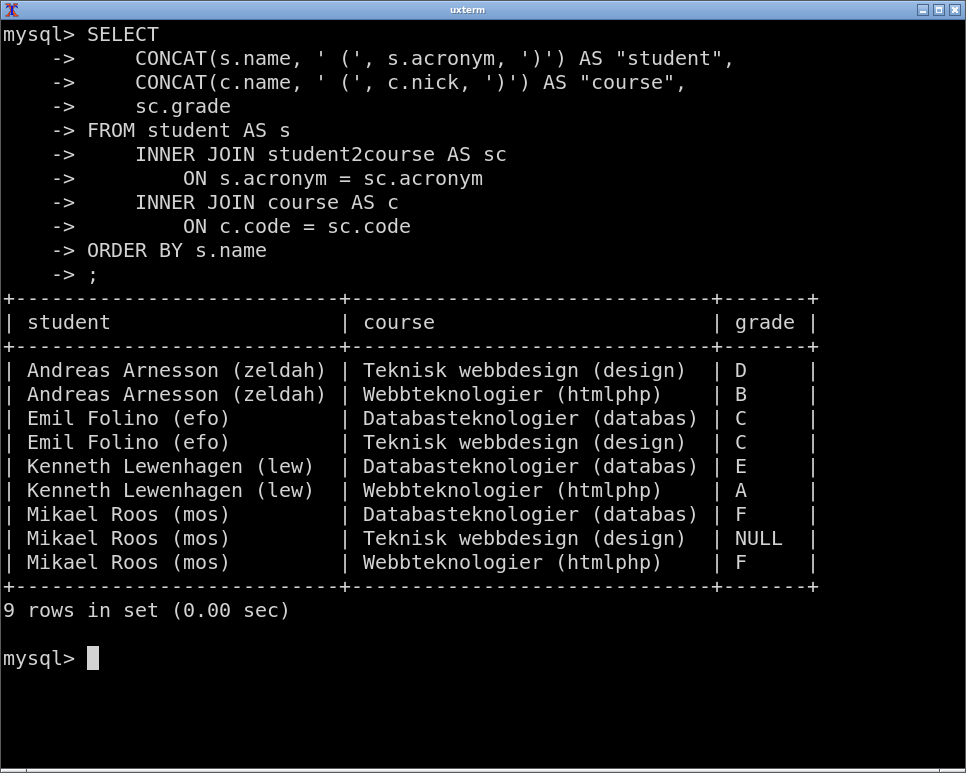 uxterm
mysql> SELECT
    ->     CONCAT(s.name, ' (', s.acronym, ')') AS "student",
    ->     CONCAT(c.name, ' (', c.nick, ')') AS "course",
    ->     sc.grade
    -> FROM student AS s
    ->     INNER JOIN student2course AS sc
    ->         ON s.acronym = sc.acronym
    ->     INNER JOIN course AS c
    ->         ON c.code = sc.code
    -> ORDER BY s.name
    -> ;
+---------------------------+------------------------------+-------+
| student                   | course                       | grade |
+---------------------------+------------------------------+-------+
| Andreas Arnesson (zeldah) | Teknisk webbdesign (design)  | D     |
| Andreas Arnesson (zeldah) | Webbteknologier (htmlphp)    | B     |
| Emil Folino (efo)         | Databasteknologier (databas) | C     |
| Emil Folino (efo)         | Teknisk webbdesign (design)  | C     |
| Kenneth Lewenhagen (lew)  | Databasteknologier (databas) | E     |
| Kenneth Lewenhagen (lew)  | Webbteknologier (htmlphp)    | A     |
| Mikael Roos (mos)         | Databasteknologier (databas) | F     |
| Mikael Roos (mos)         | Teknisk webbdesign (design)  | NULL  |
| Mikael Roos (mos)         | Webbteknologier (htmlphp)    | F     |
+---------------------------+------------------------------+-------+
9 rows in set (0.00 sec)
mysql>